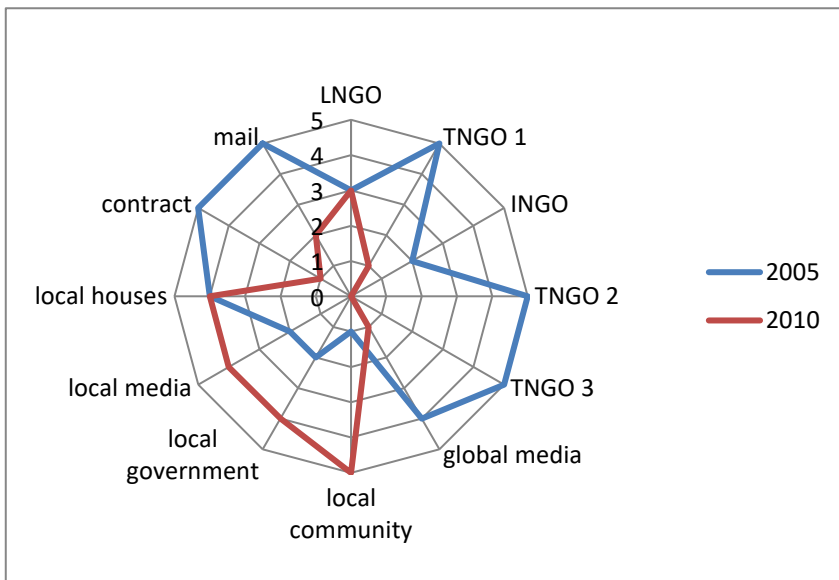 LNGO
TNGO 1
INGO
TNGO 2
TNGO 3
global media
local
community
local
government
local media
local houses
contract
mail
5
4
3
2
1
0
2005
2010